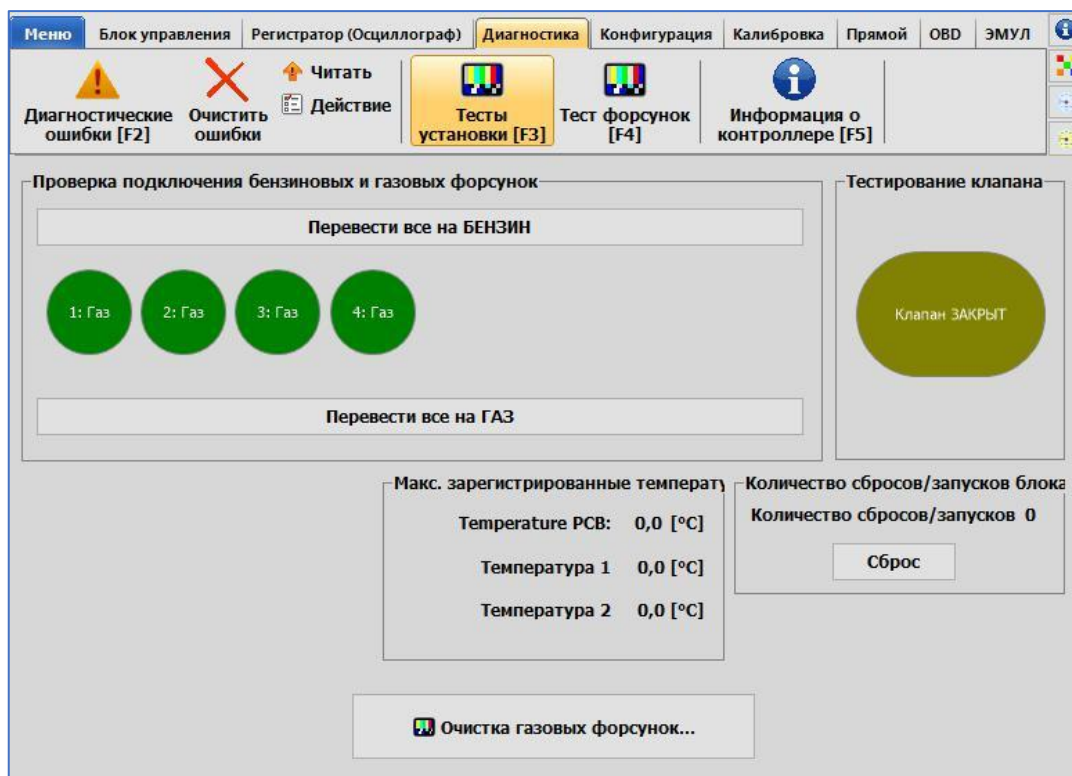 Меню Блок управления Регистратор (Осциллограф) Диагностика Конфигурация Калибровка Прямой OBD ЭМУЛ
Диагностические ошибки [F2]
Очистить ошибки
Читать
Действие
Тесты установки [F3]
Тест форсунок [F4]
Информация о контроллере [F5]
Проверка подключения бензиновых и газовых форсунок
Перевести все на БЕНЗИН
1: Газ 2: Газ 3: Газ 4: Газ
Перевести все на ГАЗ
Тестирование клапана
Клапан ЗАКРЫТ
Макс. зарегистрированные температу
Temperature PCB: 0,0 [ºC]
Температура 1 0,0 [ºC]
Температура 2 0,0 [ºC]
Количество сбросов/запусков блока
Количество сбросов/запусков 0
Сброс
Очистка газовых форсунок...